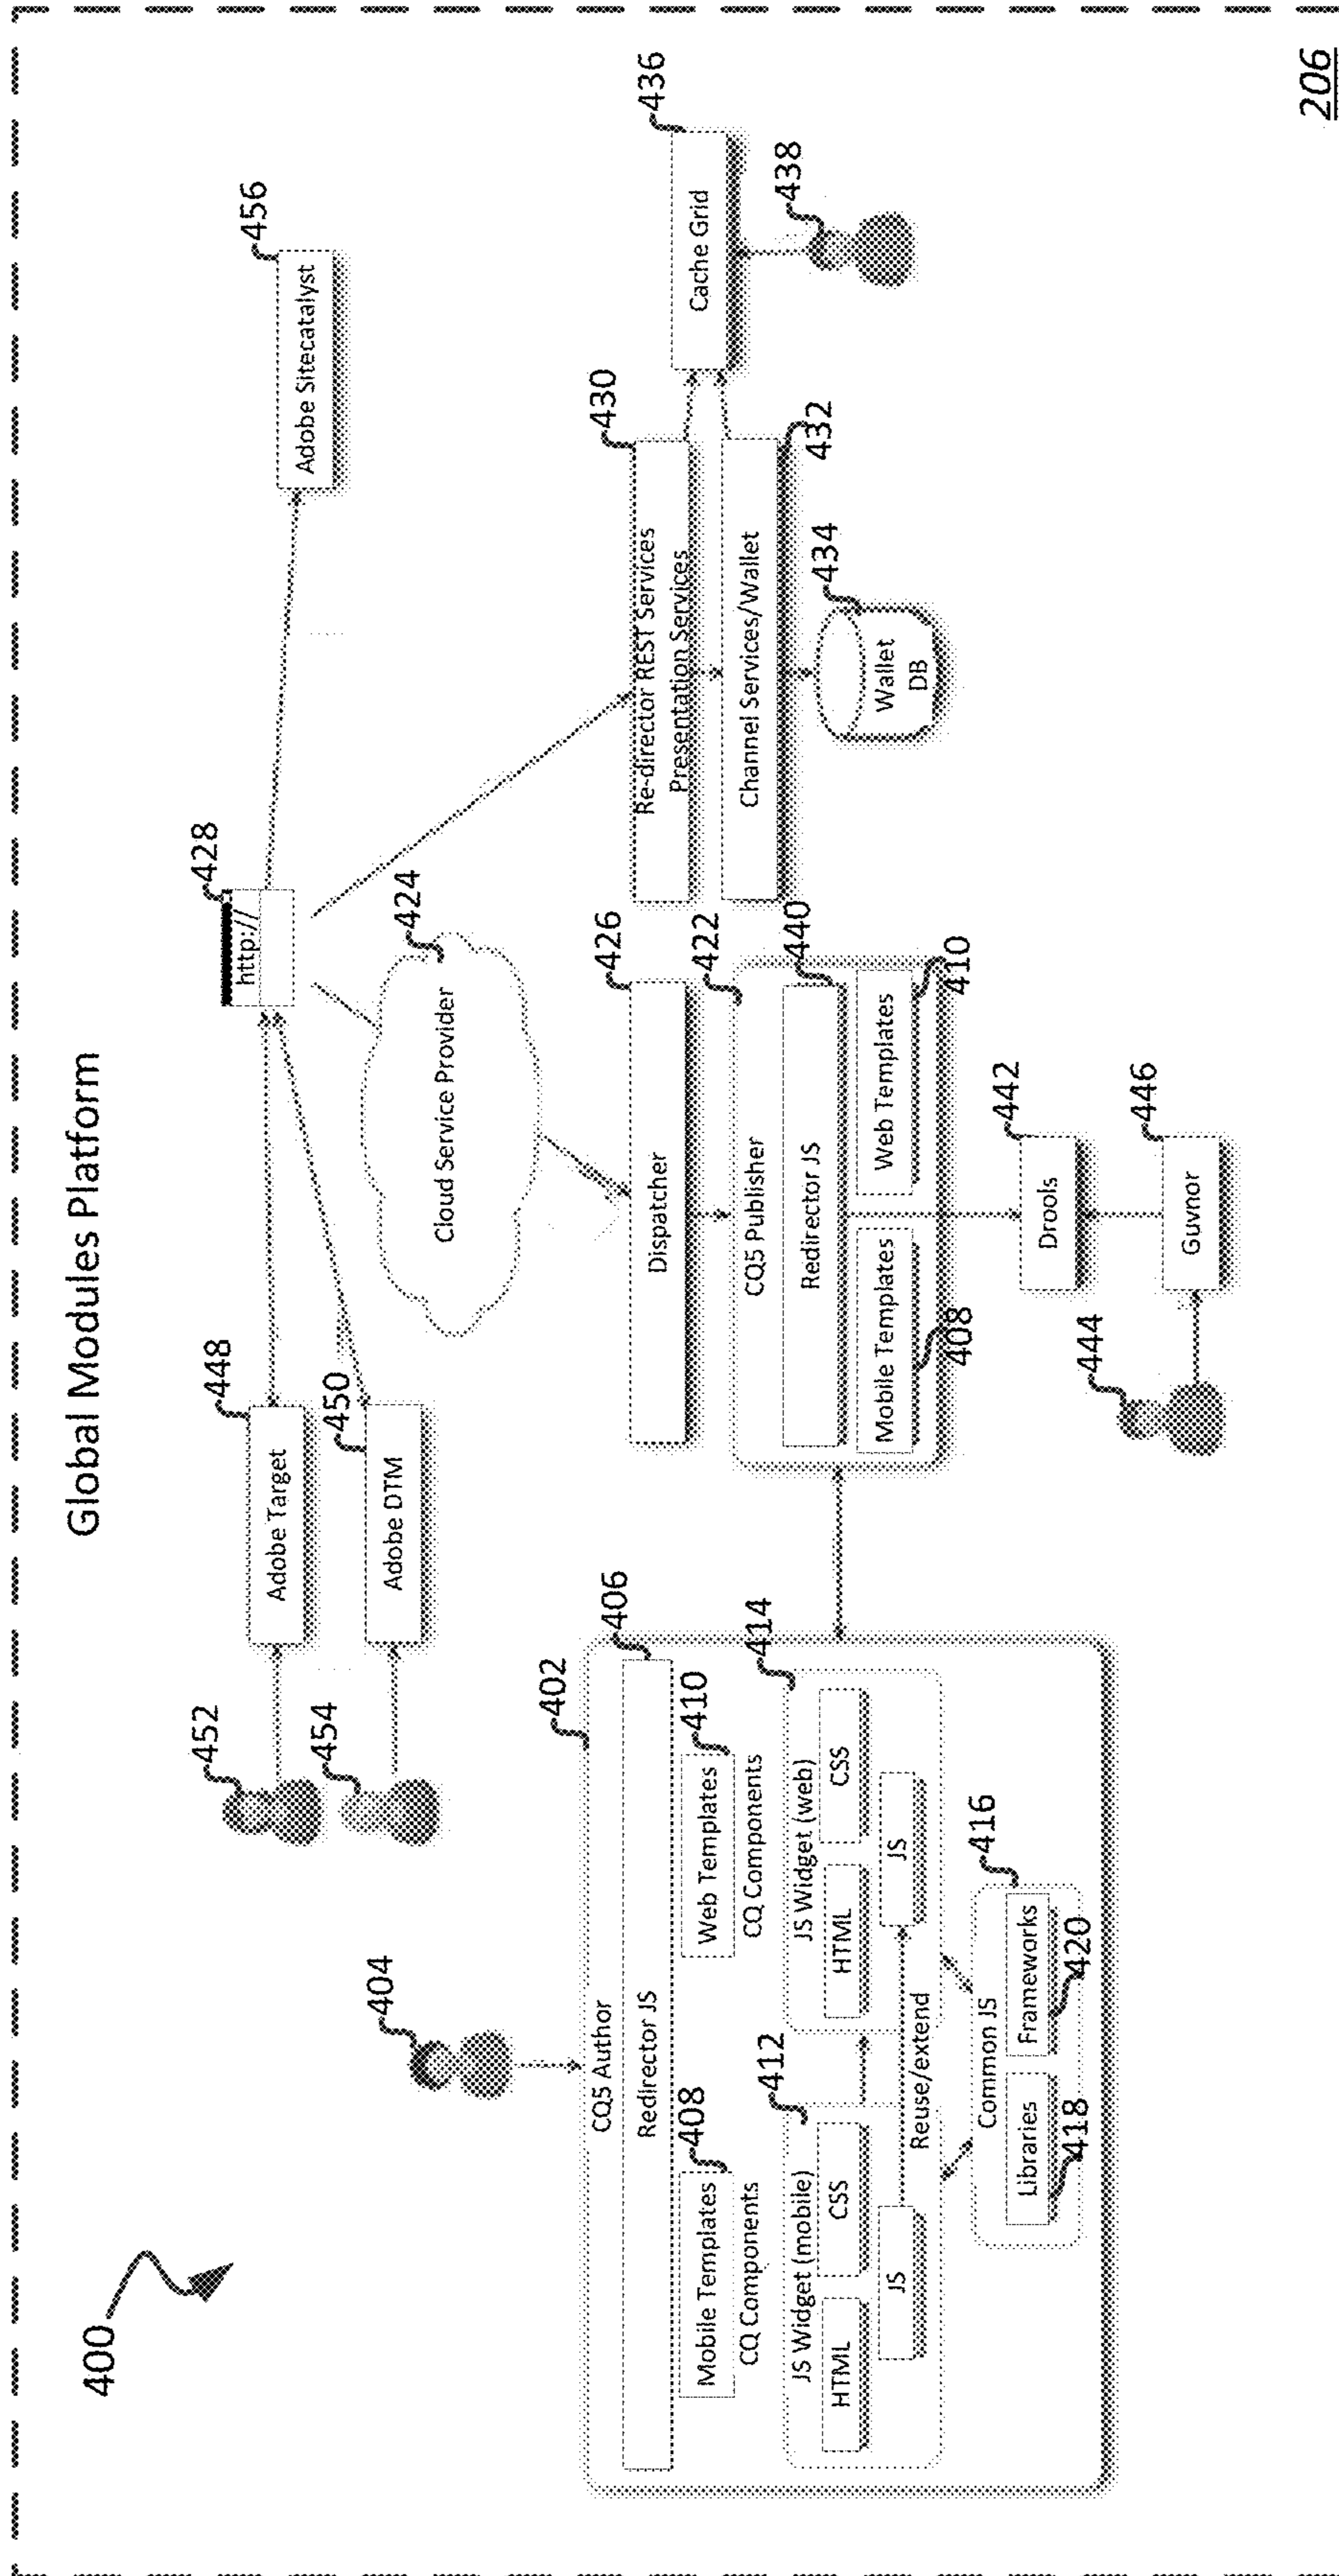 Global Modules Platform
400
452
454
448
Adobe Target
450
Adobe DTM
428
http://
456
Adobe Sitecatalyst
404
424
Cloud Service Provider
402
CQ5 Author
406
Redirector JS
408
Mobile Templates
CQ Components
410
Web Templates
CQ Components
412
JS Widget (mobile)
HTML
CSS
JS
414
JS Widget (web)
HTML
CSS
JS
Reuse/extend
416
Common JS
Libraries
418
Frameworks
420
426
Dispatcher
422
CQ5 Publisher
440
Redirector JS
Mobile Templates
408
Web Templates
410
442
Drools
444
446
Guvnor
430
Re-director REST Services
Presentation Services
Channel Services/Wallet
432
434
Wallet
DB
436
Cache Grid
438
206